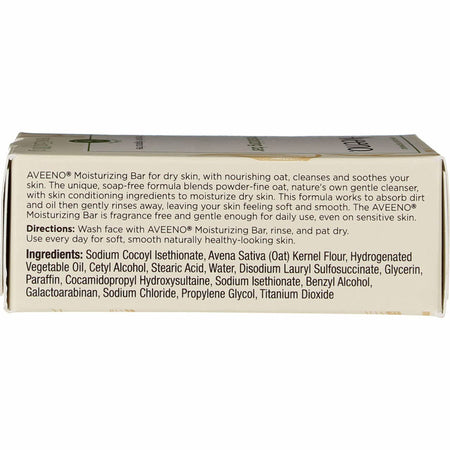 AVEENO® Moisturizing Bar for dry skin, with nourishing oat, cleanses and soothes your
skin. The unique, soap-free formula blends powder-fine oat, nature's own gentle cleanser,
with skin conditioning ingredients to moisturize dry skin. This formula works to absorb dirt
and oil then gently rinses away, leaving your skin feeling soft and smooth. The AVEENO®
Moisturizing Bar is fragrance free and gentle enough for daily use, even on sensitive skin.
Directions: Wash face with AVEENO® Moisturizing Bar, rinse, and pat dry.
Use every day for soft, smooth naturally healthy-looking skin.
Ingredients: Sodium Cocoyl Isethionate, Avena Sativa (Oat) Kernel Flour, Hydrogenated
Vegetable Oil, Cetyl Alcohol, Stearic Acid, Water, Disodium Lauryl Sulfosuccinate, Glycerin,
Paraffin, Cocamidopropyl Hydroxysultaine, Sodium Isethionate, Benzyl Alcohol,
Galactoarabinan, Sodium Chloride, Propylene Glycol, Titanium Dioxide